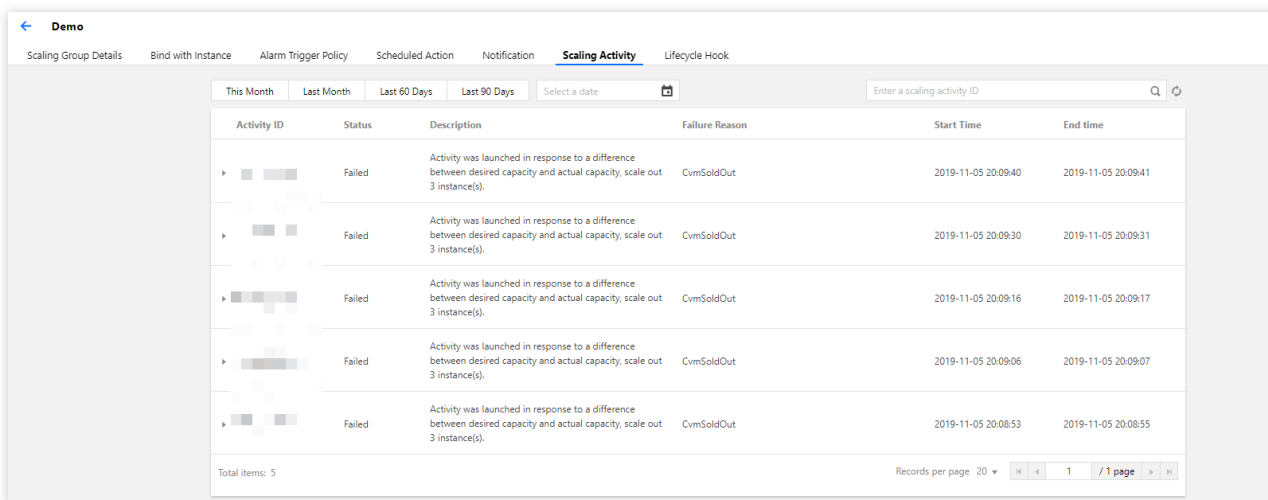 Demo
Scaling Group Details Bind with Instance Alarm Trigger Policy Scheduled Action Notification Scaling Activity Lifecycle Hook
This Month Last Month Last 60 Days Last 90 Days Select a date Enter a scaling activity ID
Activity ID Status Description Failure Reason Start Time End time
Activity was launched in response to a difference
Failed between desired capacity and actual capacity, scale out CvmSoldOut 2019-11-05 20:09:40 2019-11-05 20:09:41
3 instance(s).
Activity was launched in response to a difference
Failed between desired capacity and actual capacity, scale out CvmSoldOut 2019-11-05 20:09:30 2019-11-05 20:09:31
3 instance(s).
Activity was launched in response to a difference
Failed between desired capacity and actual capacity, scale out CvmSoldOut 2019-11-05 20:09:16 2019-11-05 20:09:17
3 instance(s).
Activity was launched in response to a difference
Failed between desired capacity and actual capacity, scale out CvmSoldOut 2019-11-05 20:09:06 2019-11-05 20:09:07
3 instance(s).
Activity was launched in response to a difference
Failed between desired capacity and actual capacity, scale out CvmSoldOut 2019-11-05 20:08:53 2019-11-05 20:08:55
3 instance(s).
Total items: 5 Records per page 20 1 / 1 page